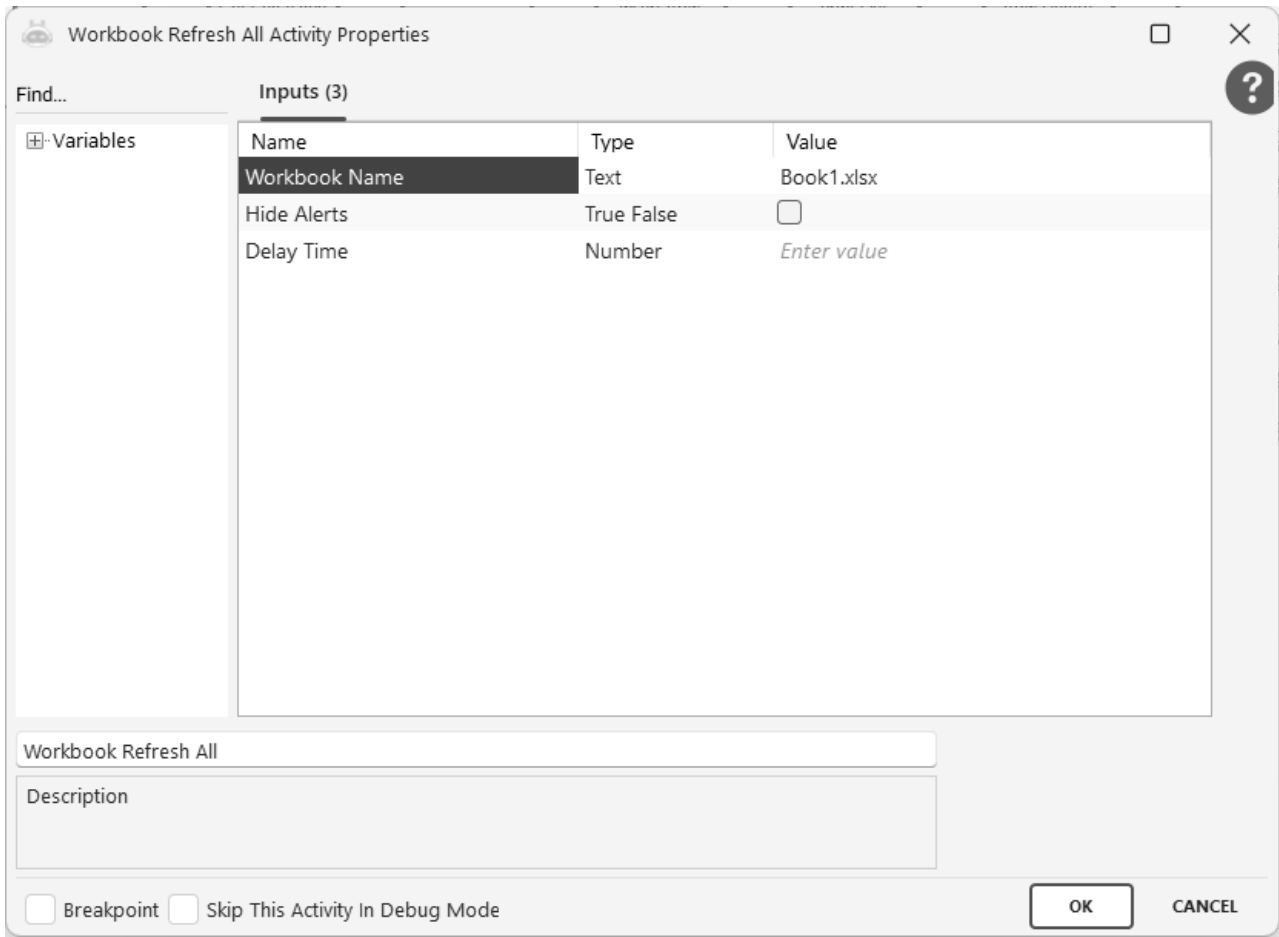 Workbook Refresh All Activity Properties
Find...
Inputs (3)
?
Variables
Name Type Value
Workbook Name Text Book1.xlsx
Hide Alerts True False
Delay Time Number Enter value
Workbook Refresh All
Description
Breakpoint Skip This Activity In Debug Mode
OK CANCEL